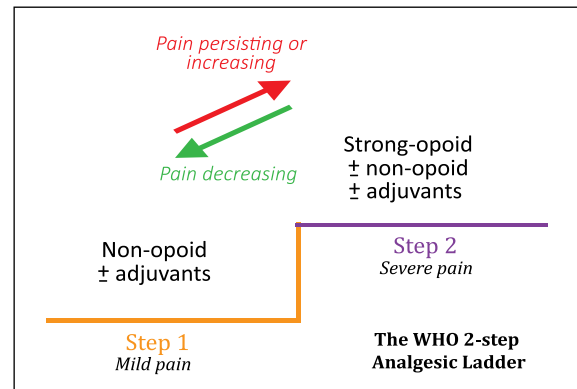 Pain persisting or
increasing
Pain decreasing
Strong-opoid
± non-opoid
± adjuvants
Non-opoid
± adjuvants
Step 2
Severe pain
Step 1
Mild pain
The WHO 2-step
Analgesic Ladder